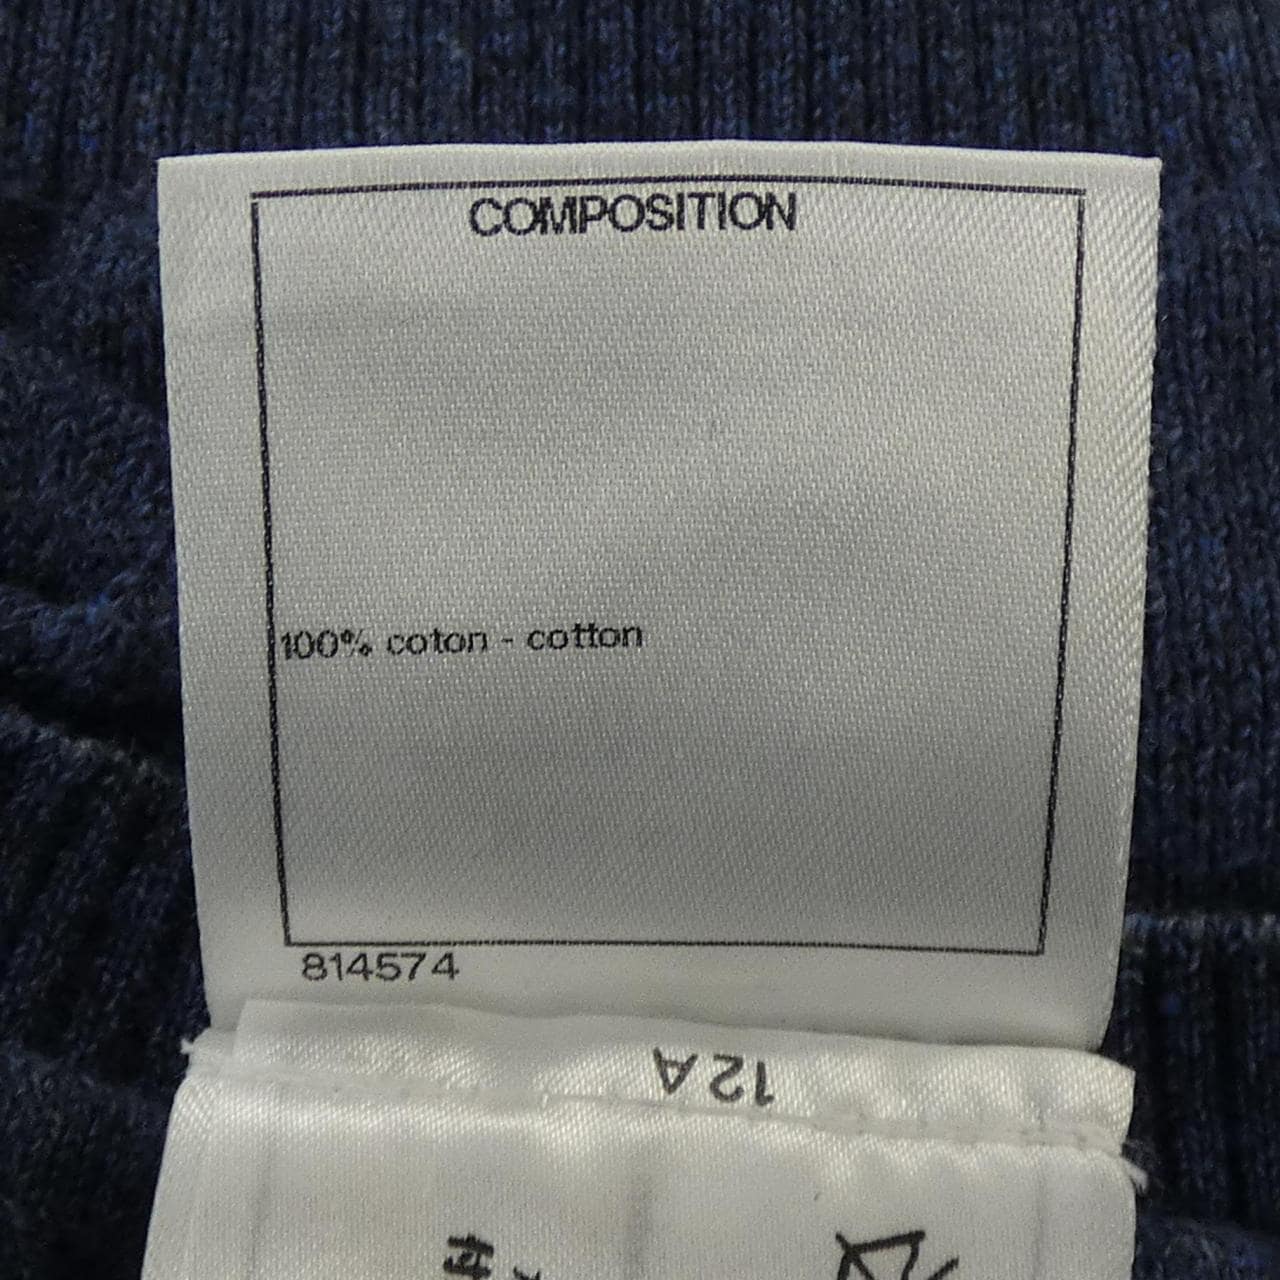 COMPOSITION
100% coton - cotton
814574
12A